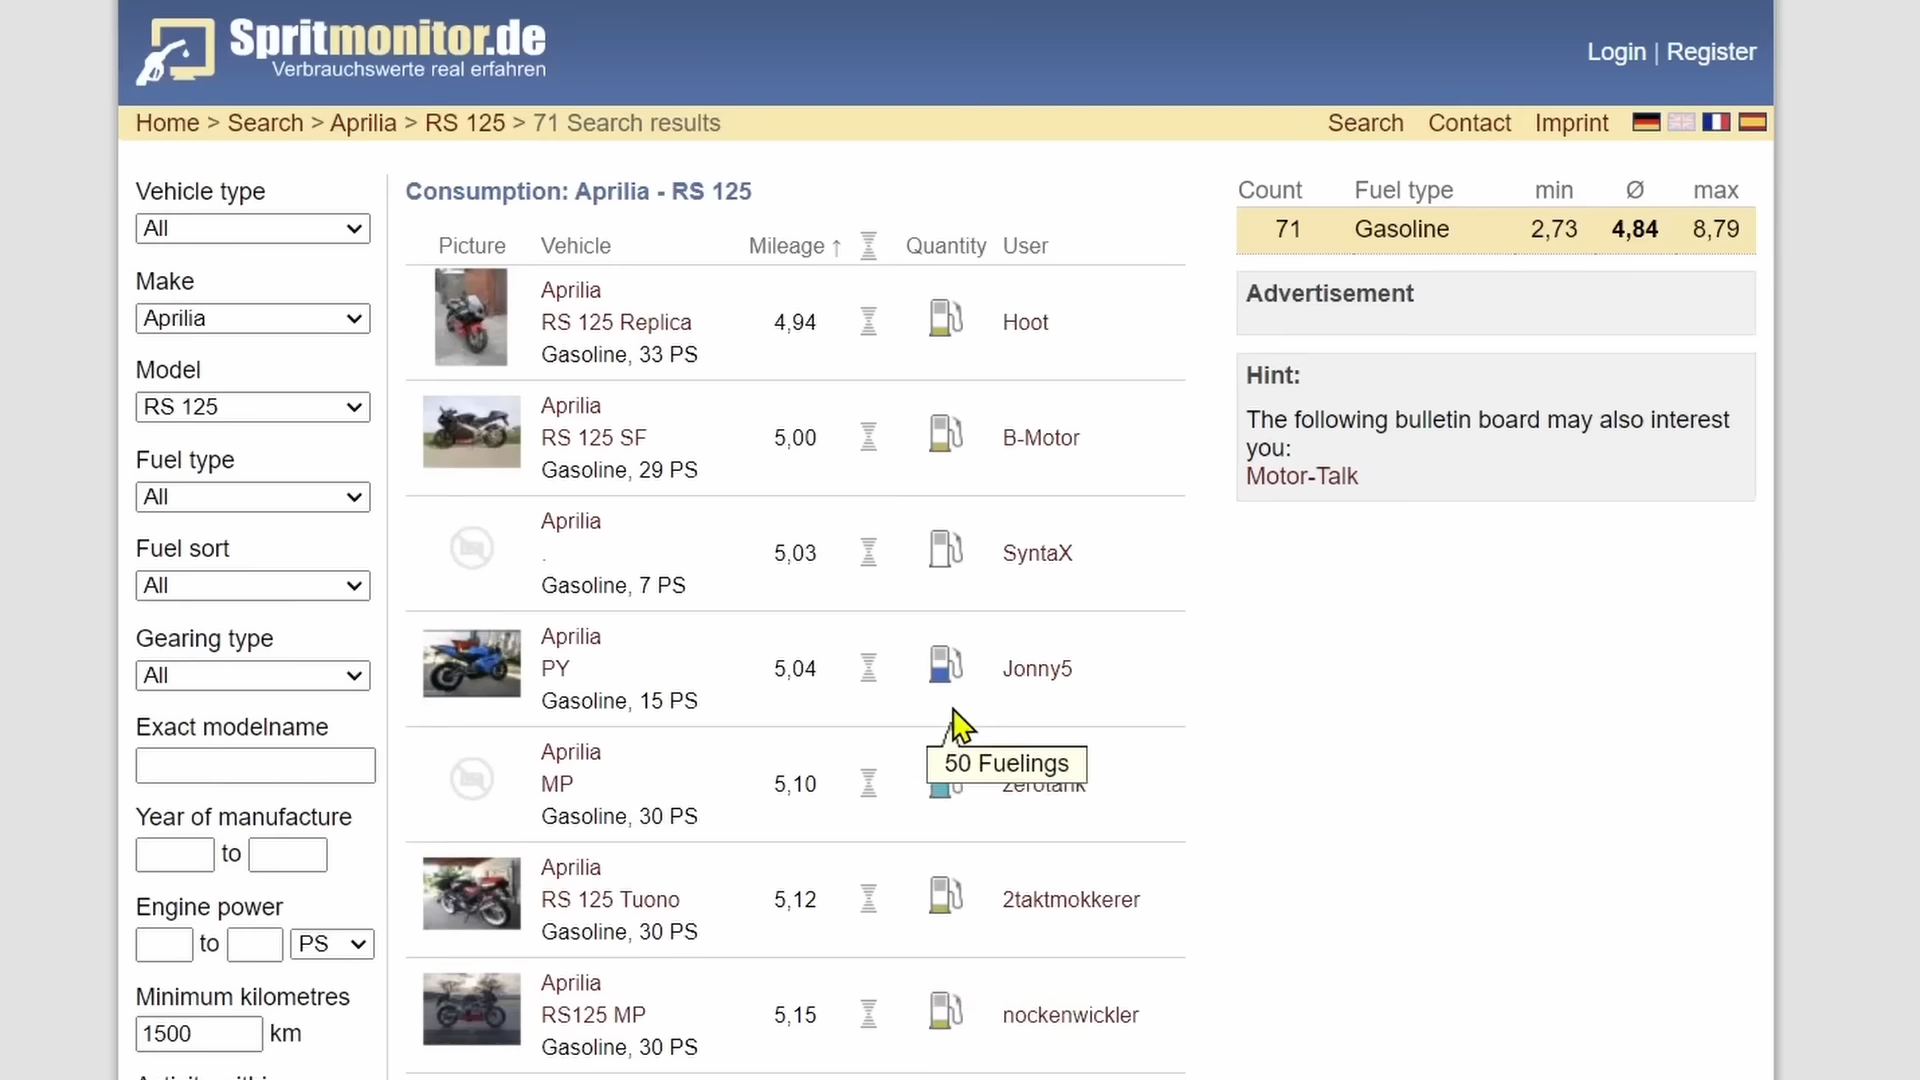 Spritmonitor.de
Verbrauchswerte real erfahren
Login | Register
Home > Search > Aprilia > RS 125 > 71 Search results
Search Contact Imprint
Vehicle type
All
Make
Aprilia
Model
RS 125
Fuel type
All
Fuel sort
All
Gearing type
All
Exact modelname
Year of manufacture
to
Engine power
to PS
Minimum kilometres
1500 km
Consumption: Aprilia - RS 125
Picture Vehicle Mileage ↑ Quantity User
Aprilia
RS 125 Replica 4,94 Hoot
Gasoline, 33 PS
Aprilia
RS 125 SF 5,00 B-Motor
Gasoline, 29 PS
Aprilia
. 5,03 SyntaX
Gasoline, 7 PS
Aprilia
PY 5,04 Jonny5
Gasoline, 15 PS
50 Fuelings
Aprilia
MP 5,10 zerotank
Gasoline, 30 PS
Aprilia
RS 125 Tuono 5,12 2taktmokkerer
Gasoline, 30 PS
Aprilia
RS125 MP 5,15 nockenwickler
Gasoline, 30 PS
Count Fuel type min Ø max
71 Gasoline 2,73 4,84 8,79
Advertisement
Hint:
The following bulletin board may also interest
you:
Motor-Talk